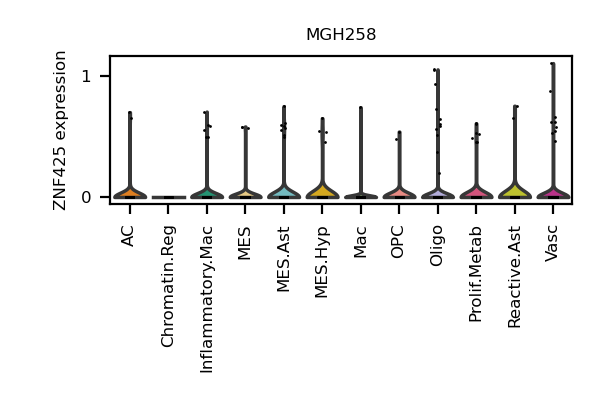 MGH258
ZNF425 expression
1
0
AC
Chromatin.Reg
Inflammatory.Mac
MES
MES.Ast
MES.Hyp
Mac
OPC
Oligo
Prolif.Metab
Reactive.Ast
Vasc